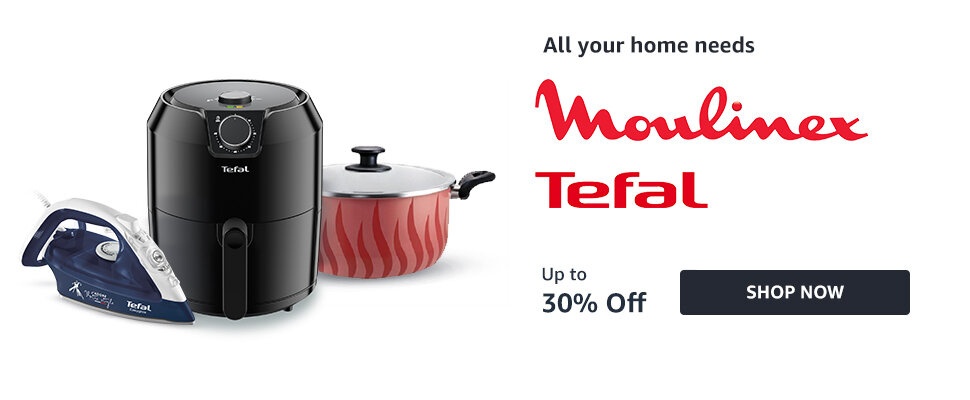 All your home needs
Moulinex
Tefal
Up to
30% Off
SHOP NOW
Tefal
Tefal